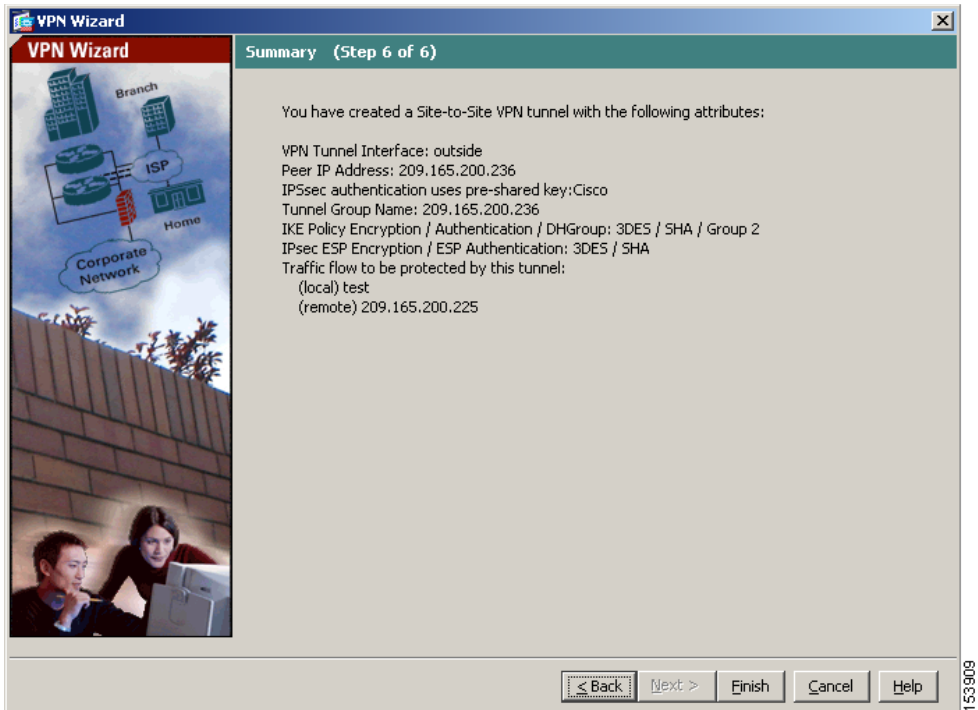 VPN Wizard
VPN Wizard
Summary (Step 6 of 6)
Branch
ISP
Home
Corporate
Network
You have created a Site-to-Site VPN tunnel with the following attributes:
VPN Tunnel Interface: outside
Peer IP Address: 209.165.200.236
IPSsec authentication uses pre-shared key:Cisco
Tunnel Group Name: 209.165.200.236
IKE Policy Encryption / Authentication / DHGroup: 3DES / SHA / Group 2
IPsec ESP Encryption / ESP Authentication: 3DES / SHA
Traffic flow to be protected by this tunnel:
(local) test
(remote) 209.165.200.225
< Back Next > Finish Cancel Help
153909